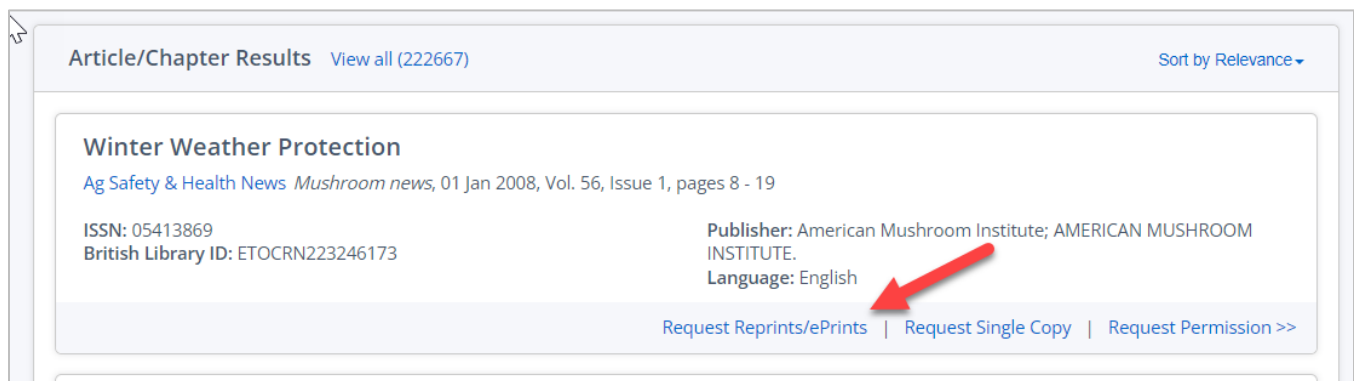 Article/Chapter Results View all (222667)
Sort by Relevance
Winter Weather Protection
Ag Safety & Health News Mushroom news, 01 Jan 2008, Vol. 56, Issue 1, pages 8 - 19
ISSN: 05413869
British Library ID: ETOCRN223246173
Publisher: American Mushroom Institute; AMERICAN MUSHROOM
INSTITUTE.
Language: English
Request Reprints/ePrints | Request Single Copy | Request Permission >>